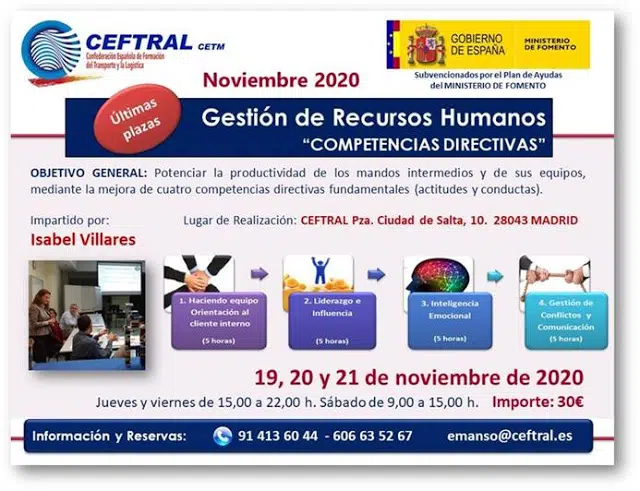 CEFTRAL CETM
Confederación Española de Formación
del Transporte y la Logística
GOBIERNO
DE ESPAÑA
MINISTERIO
DE FOMENTO
Subvencionados por el Plan de Ayudas
del MINISTERIO DE FOMENTO
Noviembre 2020
Últimas
plazas
Gestión de Recursos Humanos
“COMPETENCIAS DIRECTIVAS”
OBJETIVO GENERAL: Potenciar la productividad de los mandos intermedios y de sus equipos,
mediante la mejora de cuatro competencias directivas fundamentales (actitudes y conductas).
Impartido por:
Isabel Villares
Lugar de Realización: CEFTRAL Pza. Ciudad de Salta, 10. 28043 MADRID
1. Haciendo equipo
Orientación al
cliente interno
(5 horas)
2. Liderazgo e
Influencia
(5 horas)
3. Inteligencia
Emocional
(5 horas)
4. Gestión de
Conflictos y
Comunicación
(5 horas)
19, 20 y 21 de noviembre de 2020
Jueves y viernes de 15,00 a 22,00 h. Sábado de 9,00 a 15,00 h. Importe: 30€
Información y Reservas: 91 413 60 44 - 606 63 52 67 emanso@ceftral.es